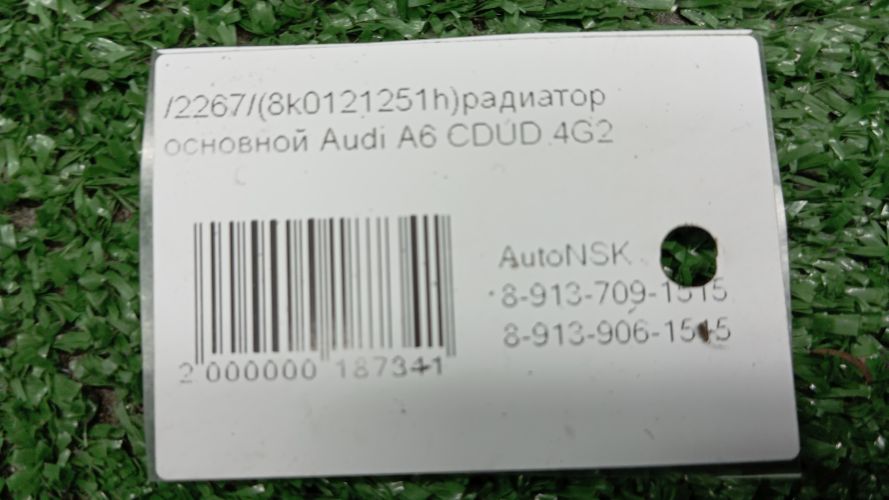 /2267/(8k0121251h)радиатор
основной Audi A6 CDUD 4G2
AutoNSK
8-913-709-1515
8-913-906-1515
2 000000 187341